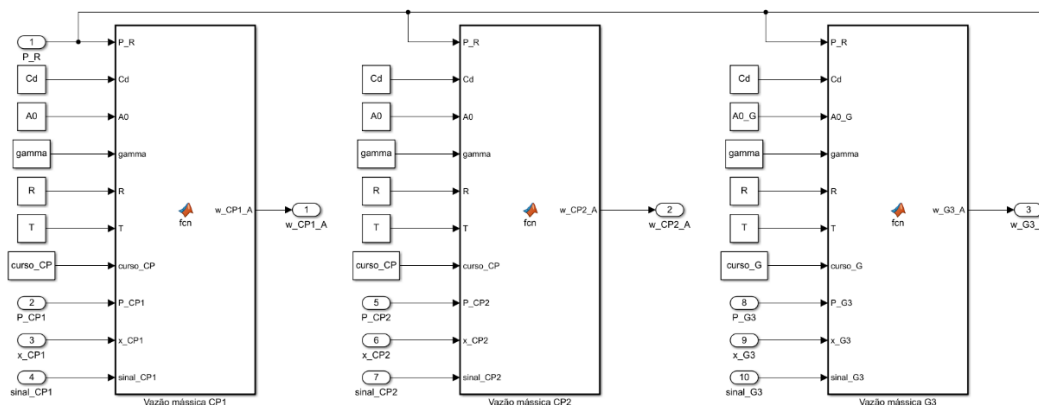 1
P_R
Cd
A0
gamma
R
T
curso_CP
2
P_CP1
3
x_CP1
4
sinal_CP1
P_R
Cd
A0
gamma
R
T
curso_CP
P_CP1
x_CP1
sinal_CP1
fcn
w_CP1_A
Vazão mássica CP1
1
w_CP1_A
Cd
A0
gamma
R
T
curso_CP
5
P_CP2
6
x_CP2
7
sinal_CP2
P_R
Cd
A0
gamma
R
T
curso_CP
P_CP2
x_CP2
sinal_CP2
fcn
w_CP2_A
Vazão mássica CP2
2
w_CP2_A
Cd
A0_G
gamma
R
T
curso_G
8
P_G3
9
x_G3
10
sinal_G3
P_R
Cd
A0_G
gamma
R
T
curso_G
P_G3
x_G3
sinal_G3
fcn
w_G3_A
Vazão mássica G3
3